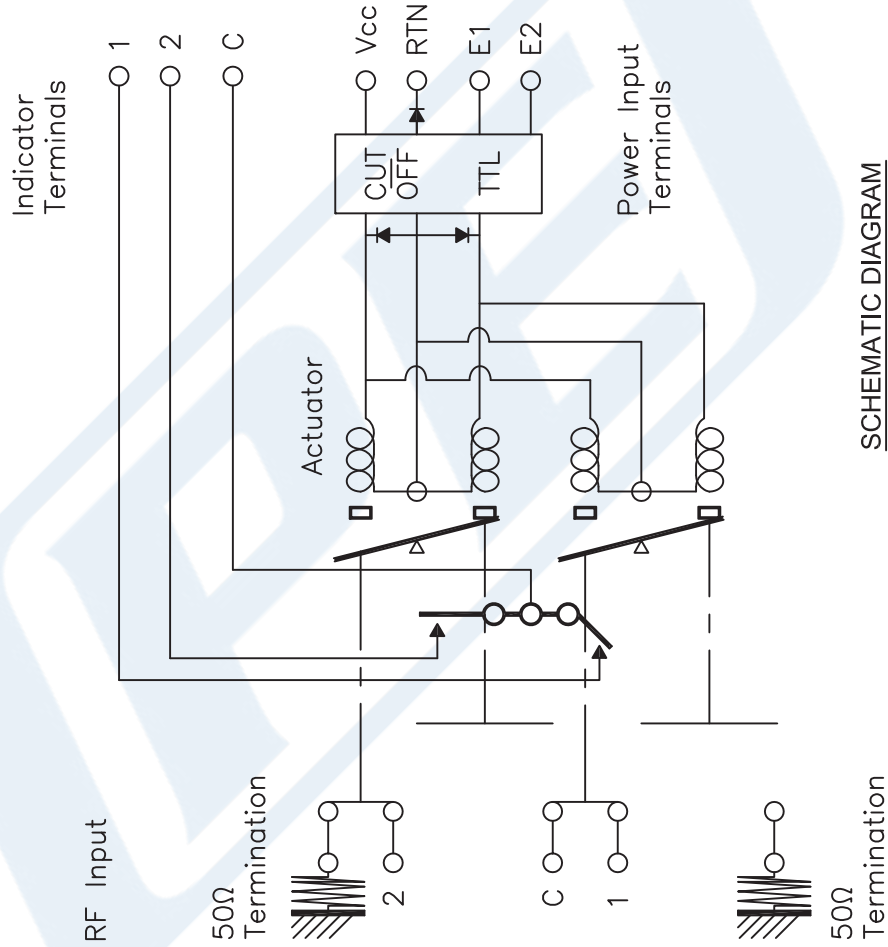 Indicator
Terminals
1
2
C
Vcc
RTN
E1
E2
CUT
OFF
TTL
Power Input
Terminals
Actuator
RF Input
50Ω
Termination
2
C
1
50Ω
Termination
SCHEMATIC DIAGRAM